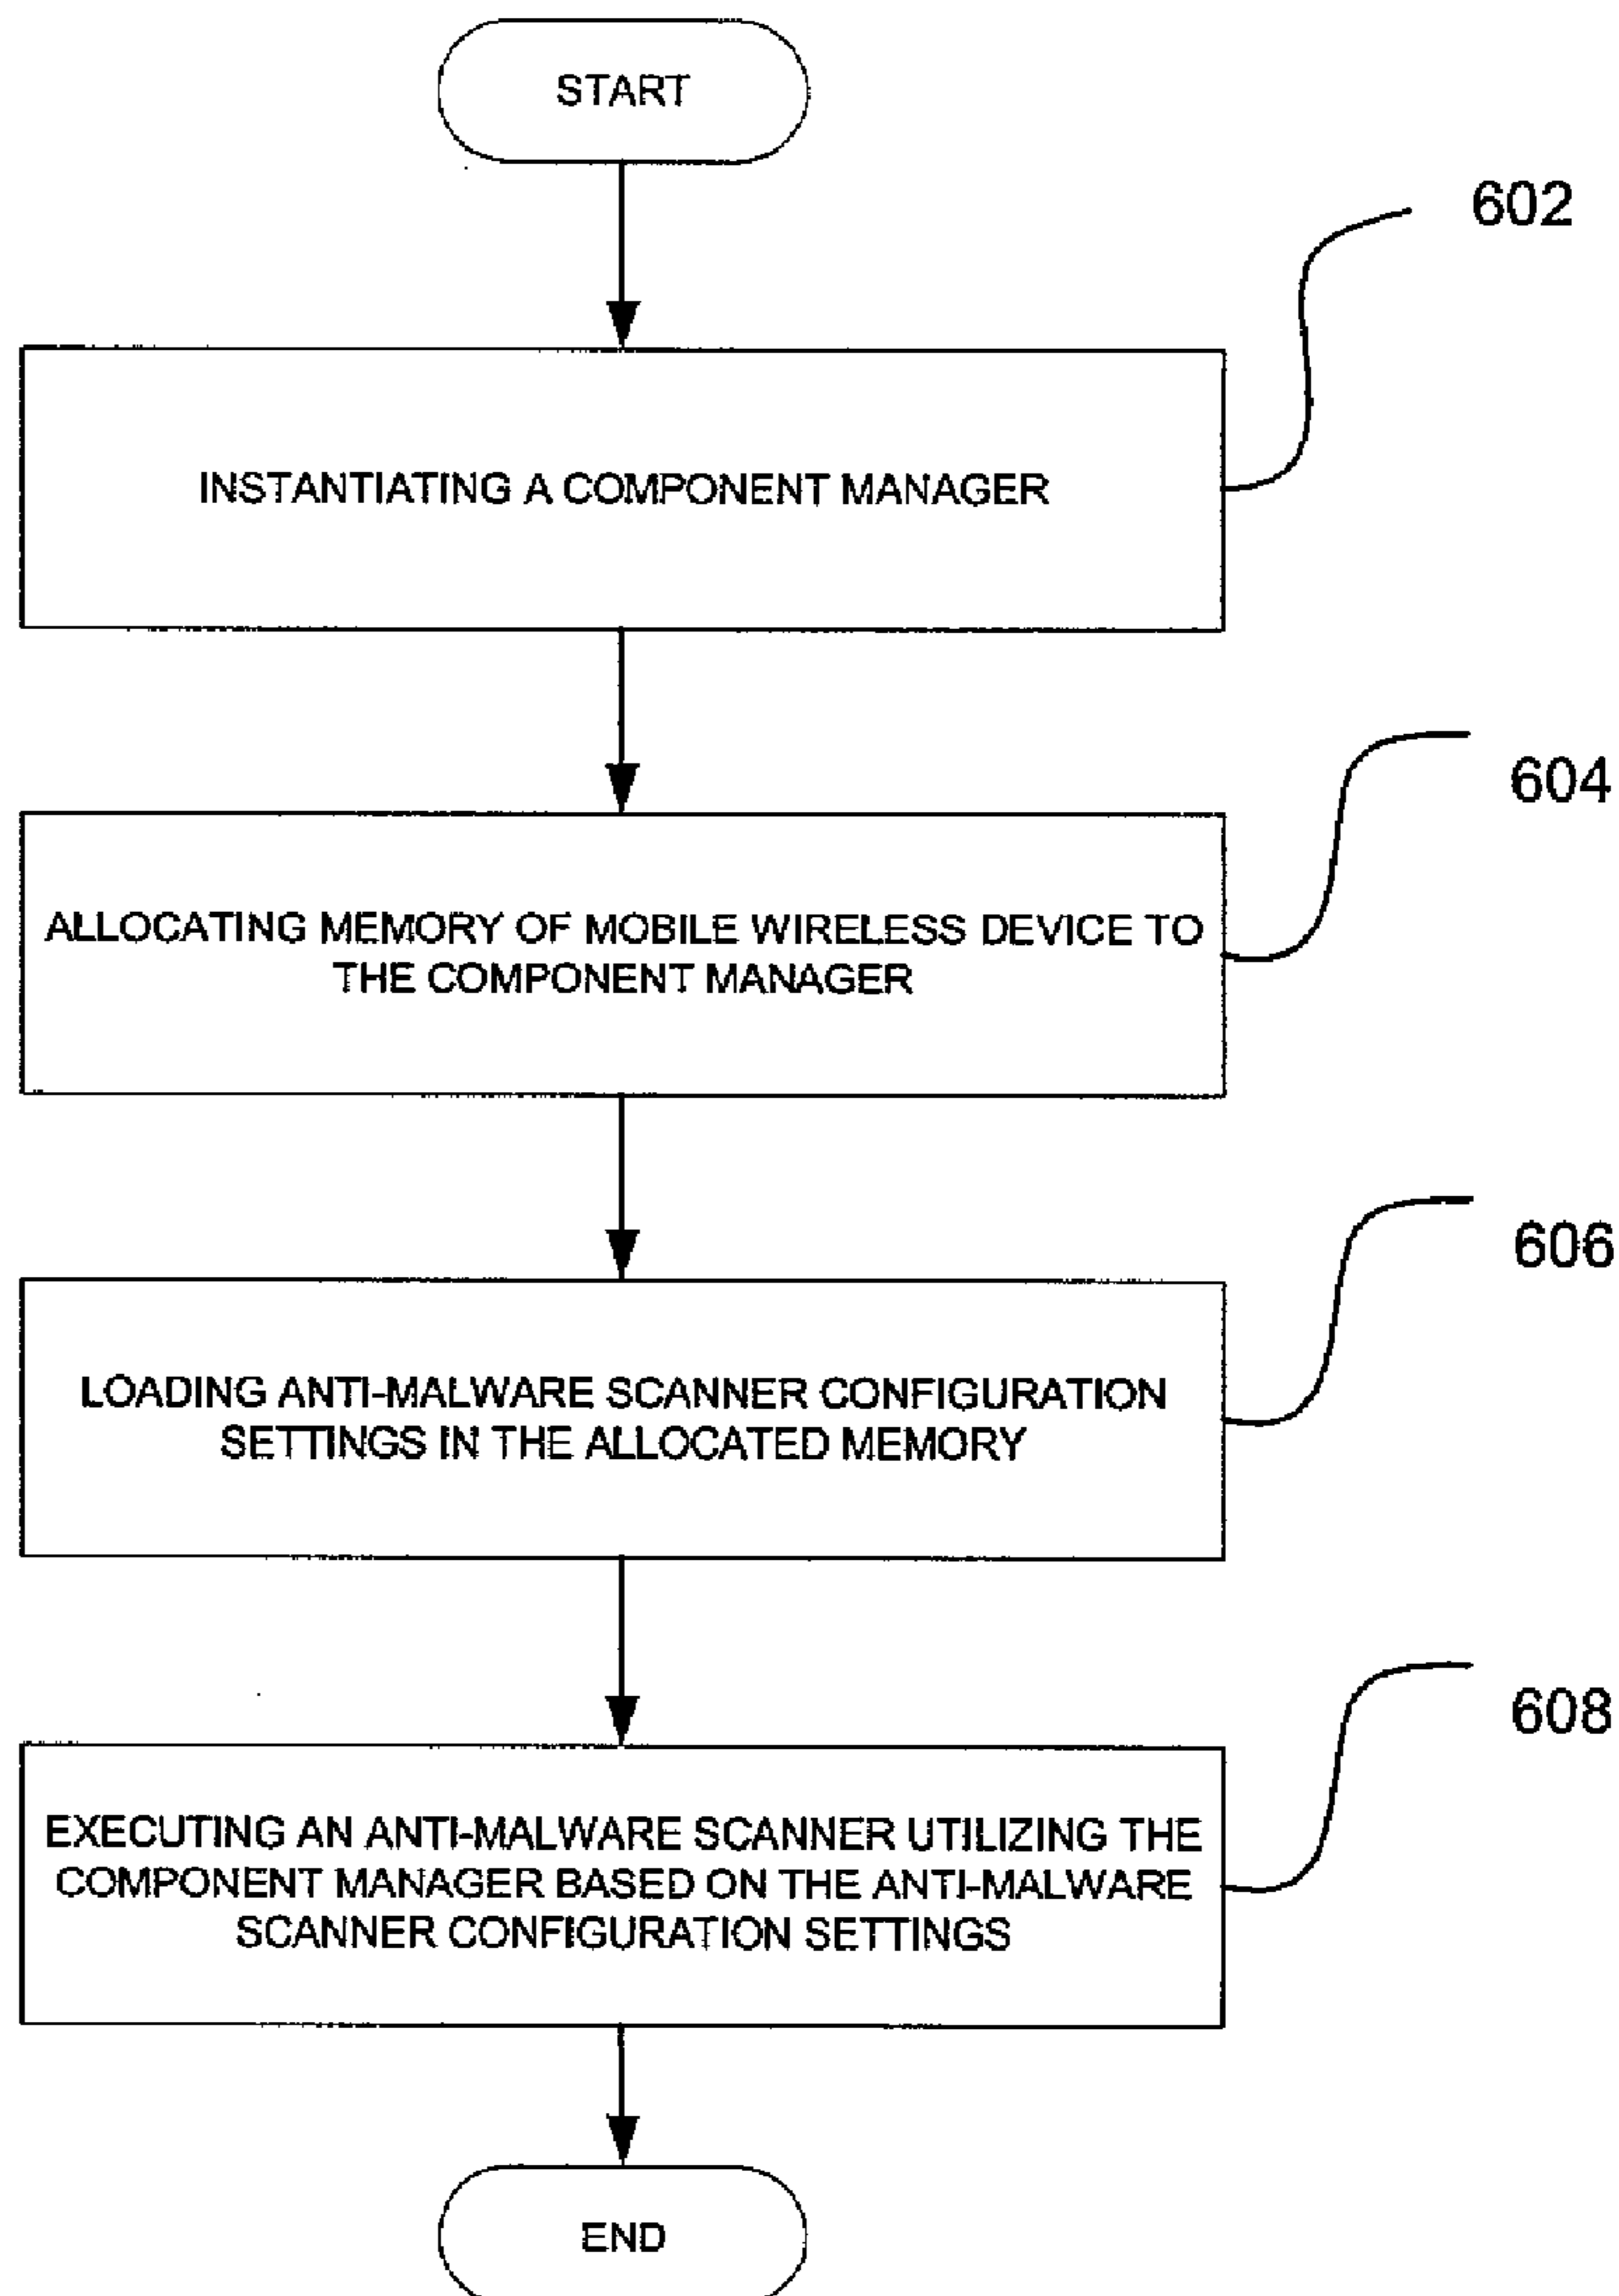 START
602
INSTANTIATING A COMPONENT MANAGER
604
ALLOCATING MEMORY OF MOBILE WIRELESS DEVICE TO
THE COMPONENT MANAGER
606
LOADING ANTI-MALWARE SCANNER CONFIGURATION
SETTINGS IN THE ALLOCATED MEMORY
608
EXECUTING AN ANTI-MALWARE SCANNER UTILIZING THE
COMPONENT MANAGER BASED ON THE ANTI-MALWARE
SCANNER CONFIGURATION SETTINGS
END